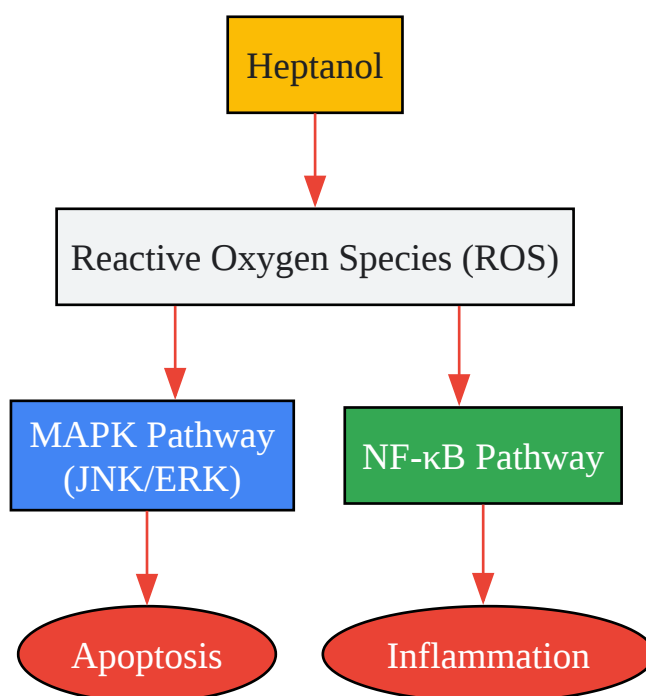 Heptanol
Reactive Oxygen Species (ROS)
MAPK Pathway
(JNK/ERK)
NF-κB Pathway
Apoptosis
Inflammation